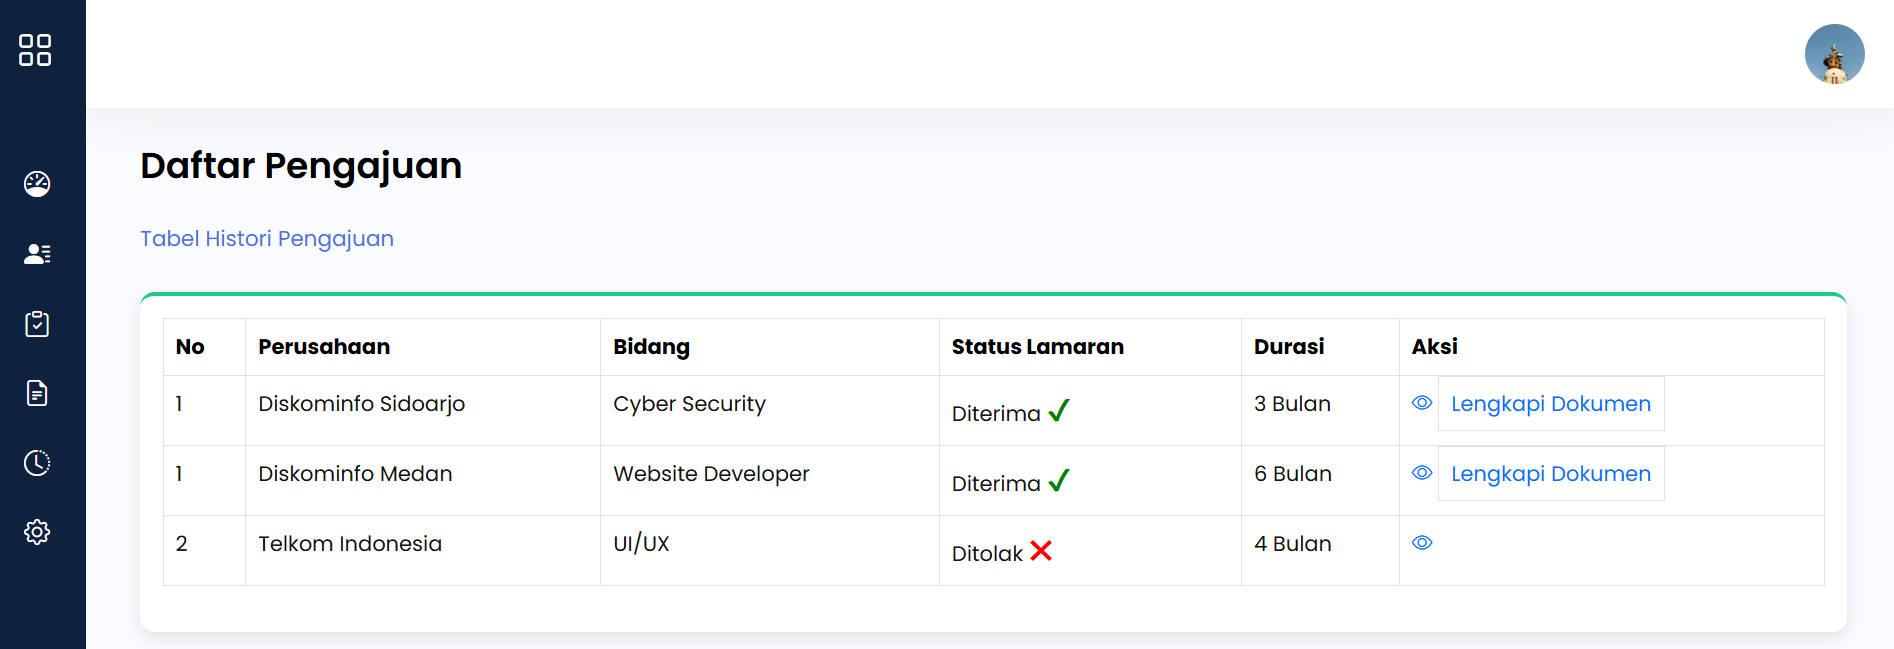 Daftar Pengajuan
Tabel Histori Pengajuan
No Perusahaan Bidang Status Lamaran Durasi Aksi
1 Diskominfo Sidoarjo Cyber Security Diterima ✓ 3 Bulan Lengkapi Dokumen
1 Diskominfo Medan Website Developer Diterima ✓ 6 Bulan Lengkapi Dokumen
2 Telkom Indonesia UI/UX Ditolak ✕ 4 Bulan